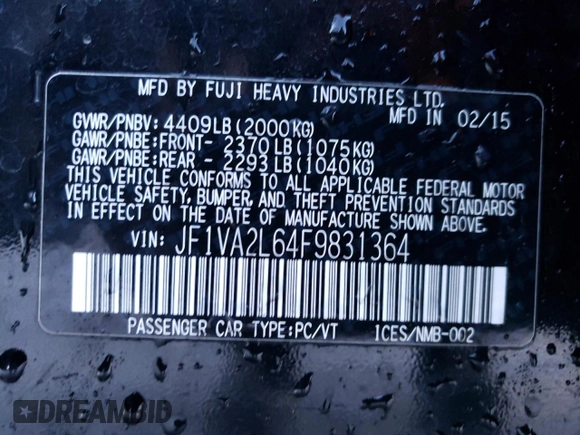 MFD BY FUJI HEAVY INDUSTRIES LTD.
MFD IN 02/15
GVWR/PNBV: 4409LB(2000KG)
GAWR/PNBE:FRONT- 2370LB(1075KG)
GAWR/PNBE:REAR - 2293LB(1040KG)
THIS VEHICLE CONFORMS TO ALL APPLICABLE FEDERAL MOTOR
VEHICLE SAFETY, BUMPER, AND THEFT PREVENTION STANDARDS
IN EFFECT ON THE DATE OF MANUFACTURE SHOWN ABOVE.
VIN: JF1VA2L64F9831364
PASSENGER CAR TYPE:PC/VT ICES/NMB-002
DREAMBID